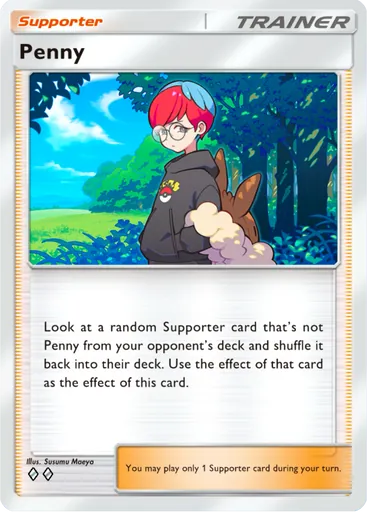 Supporter
TRAINER
Penny
Look at a random Supporter card that's not
Penny from your opponent's deck and shuffle it
back into their deck. Use the effect of that card
as the effect of this card.
Illus. Susumu Maeya
You may play only 1 Supporter card during your turn.